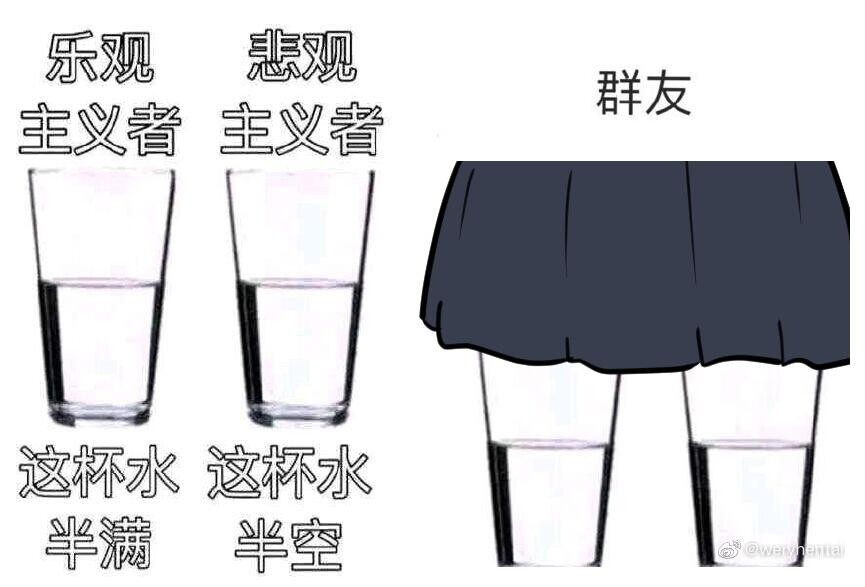 乐观
主义者
这杯水
半满
悲观
主义者
这杯水
半空
群友
@weryhentai